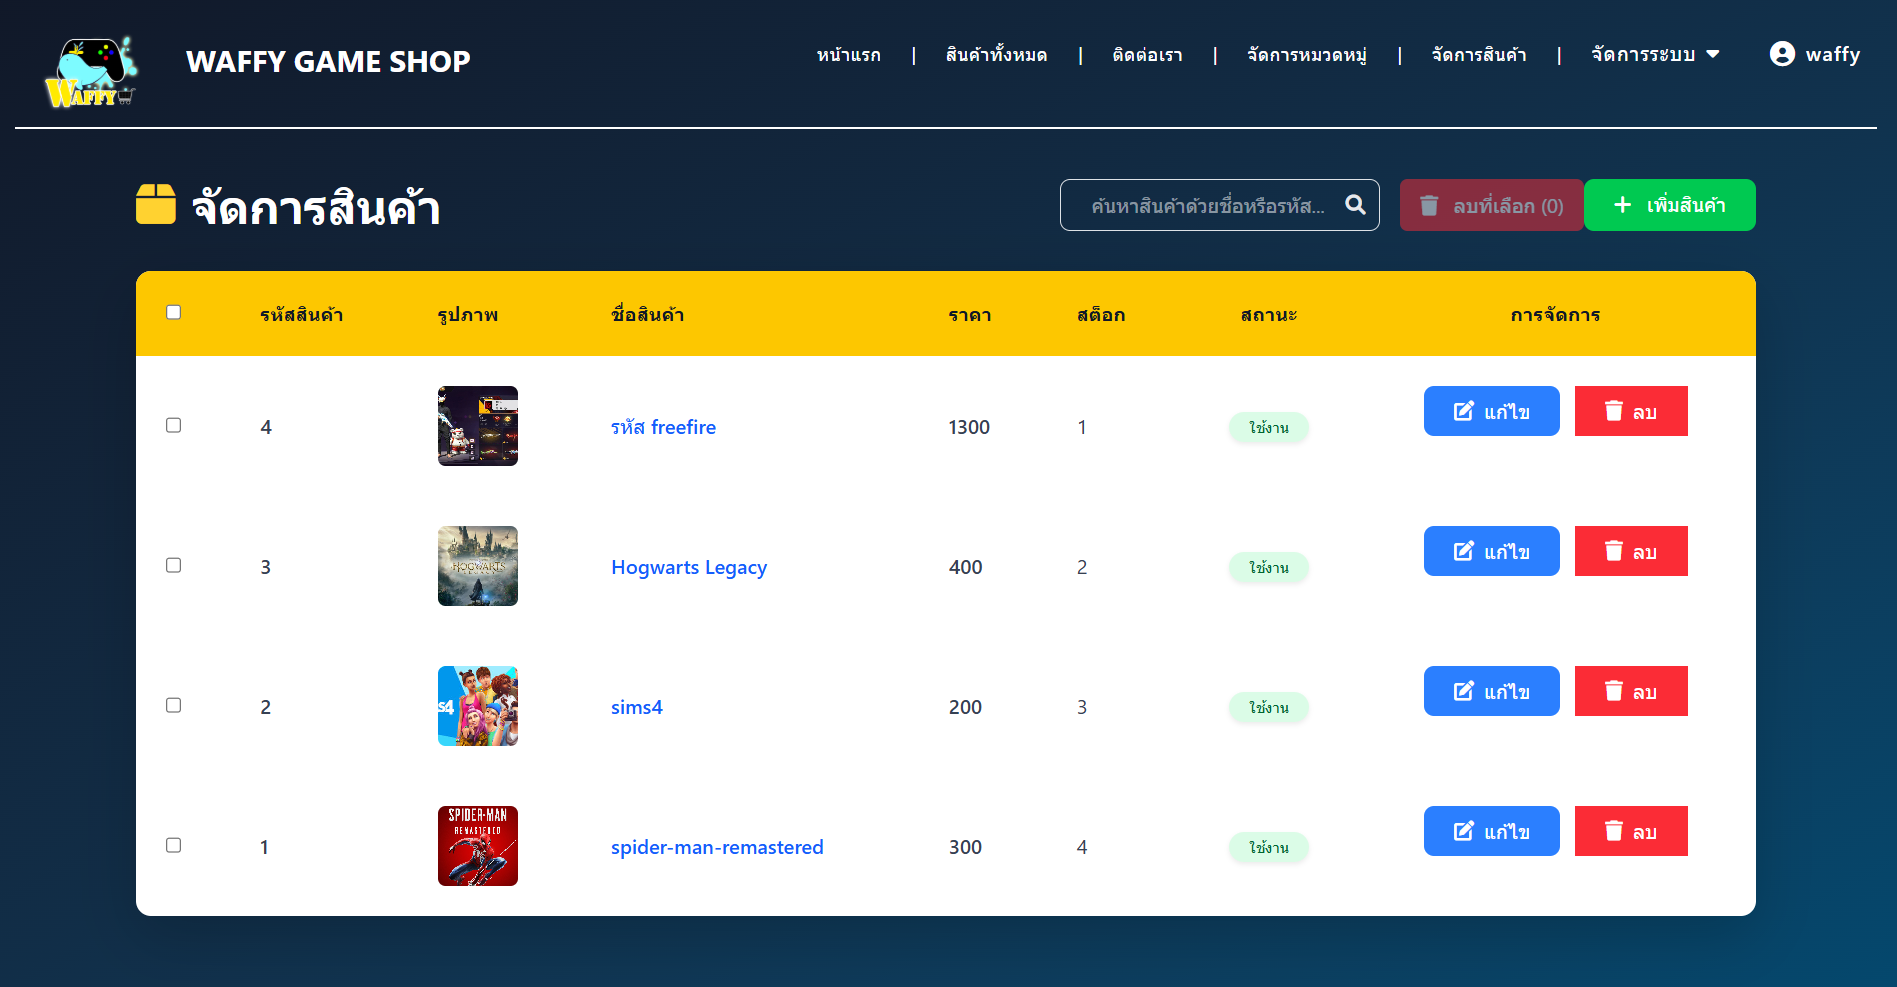 WAFFY
WAFFY GAME SHOP
หน้าแรก | สินค้าทั้งหมด | ติดต่อเรา | จัดการหมวดหมู่ | จัดการสินค้า | จัดการระบบ
waffy
จัดการสินค้า
ค้นหาสินค้าด้วยชื่อหรือรหัส...
ลบที่เลือก (0)
+ เพิ่มสินค้า
รหัสสินค้า รูปภาพ ชื่อสินค้า ราคา สต็อก สถานะ การจัดการ
4 รหัส freefire 1300 1 ใช้งาน แก้ไข ลบ
HOGWARTS
LEGACY
3 Hogwarts Legacy 400 2 ใช้งาน แก้ไข ลบ
s4
2 sims4 200 3 ใช้งาน แก้ไข ลบ
SPIDER-MAN
REMASTERED
1 spider-man-remastered 300 4 ใช้งาน แก้ไข ลบ